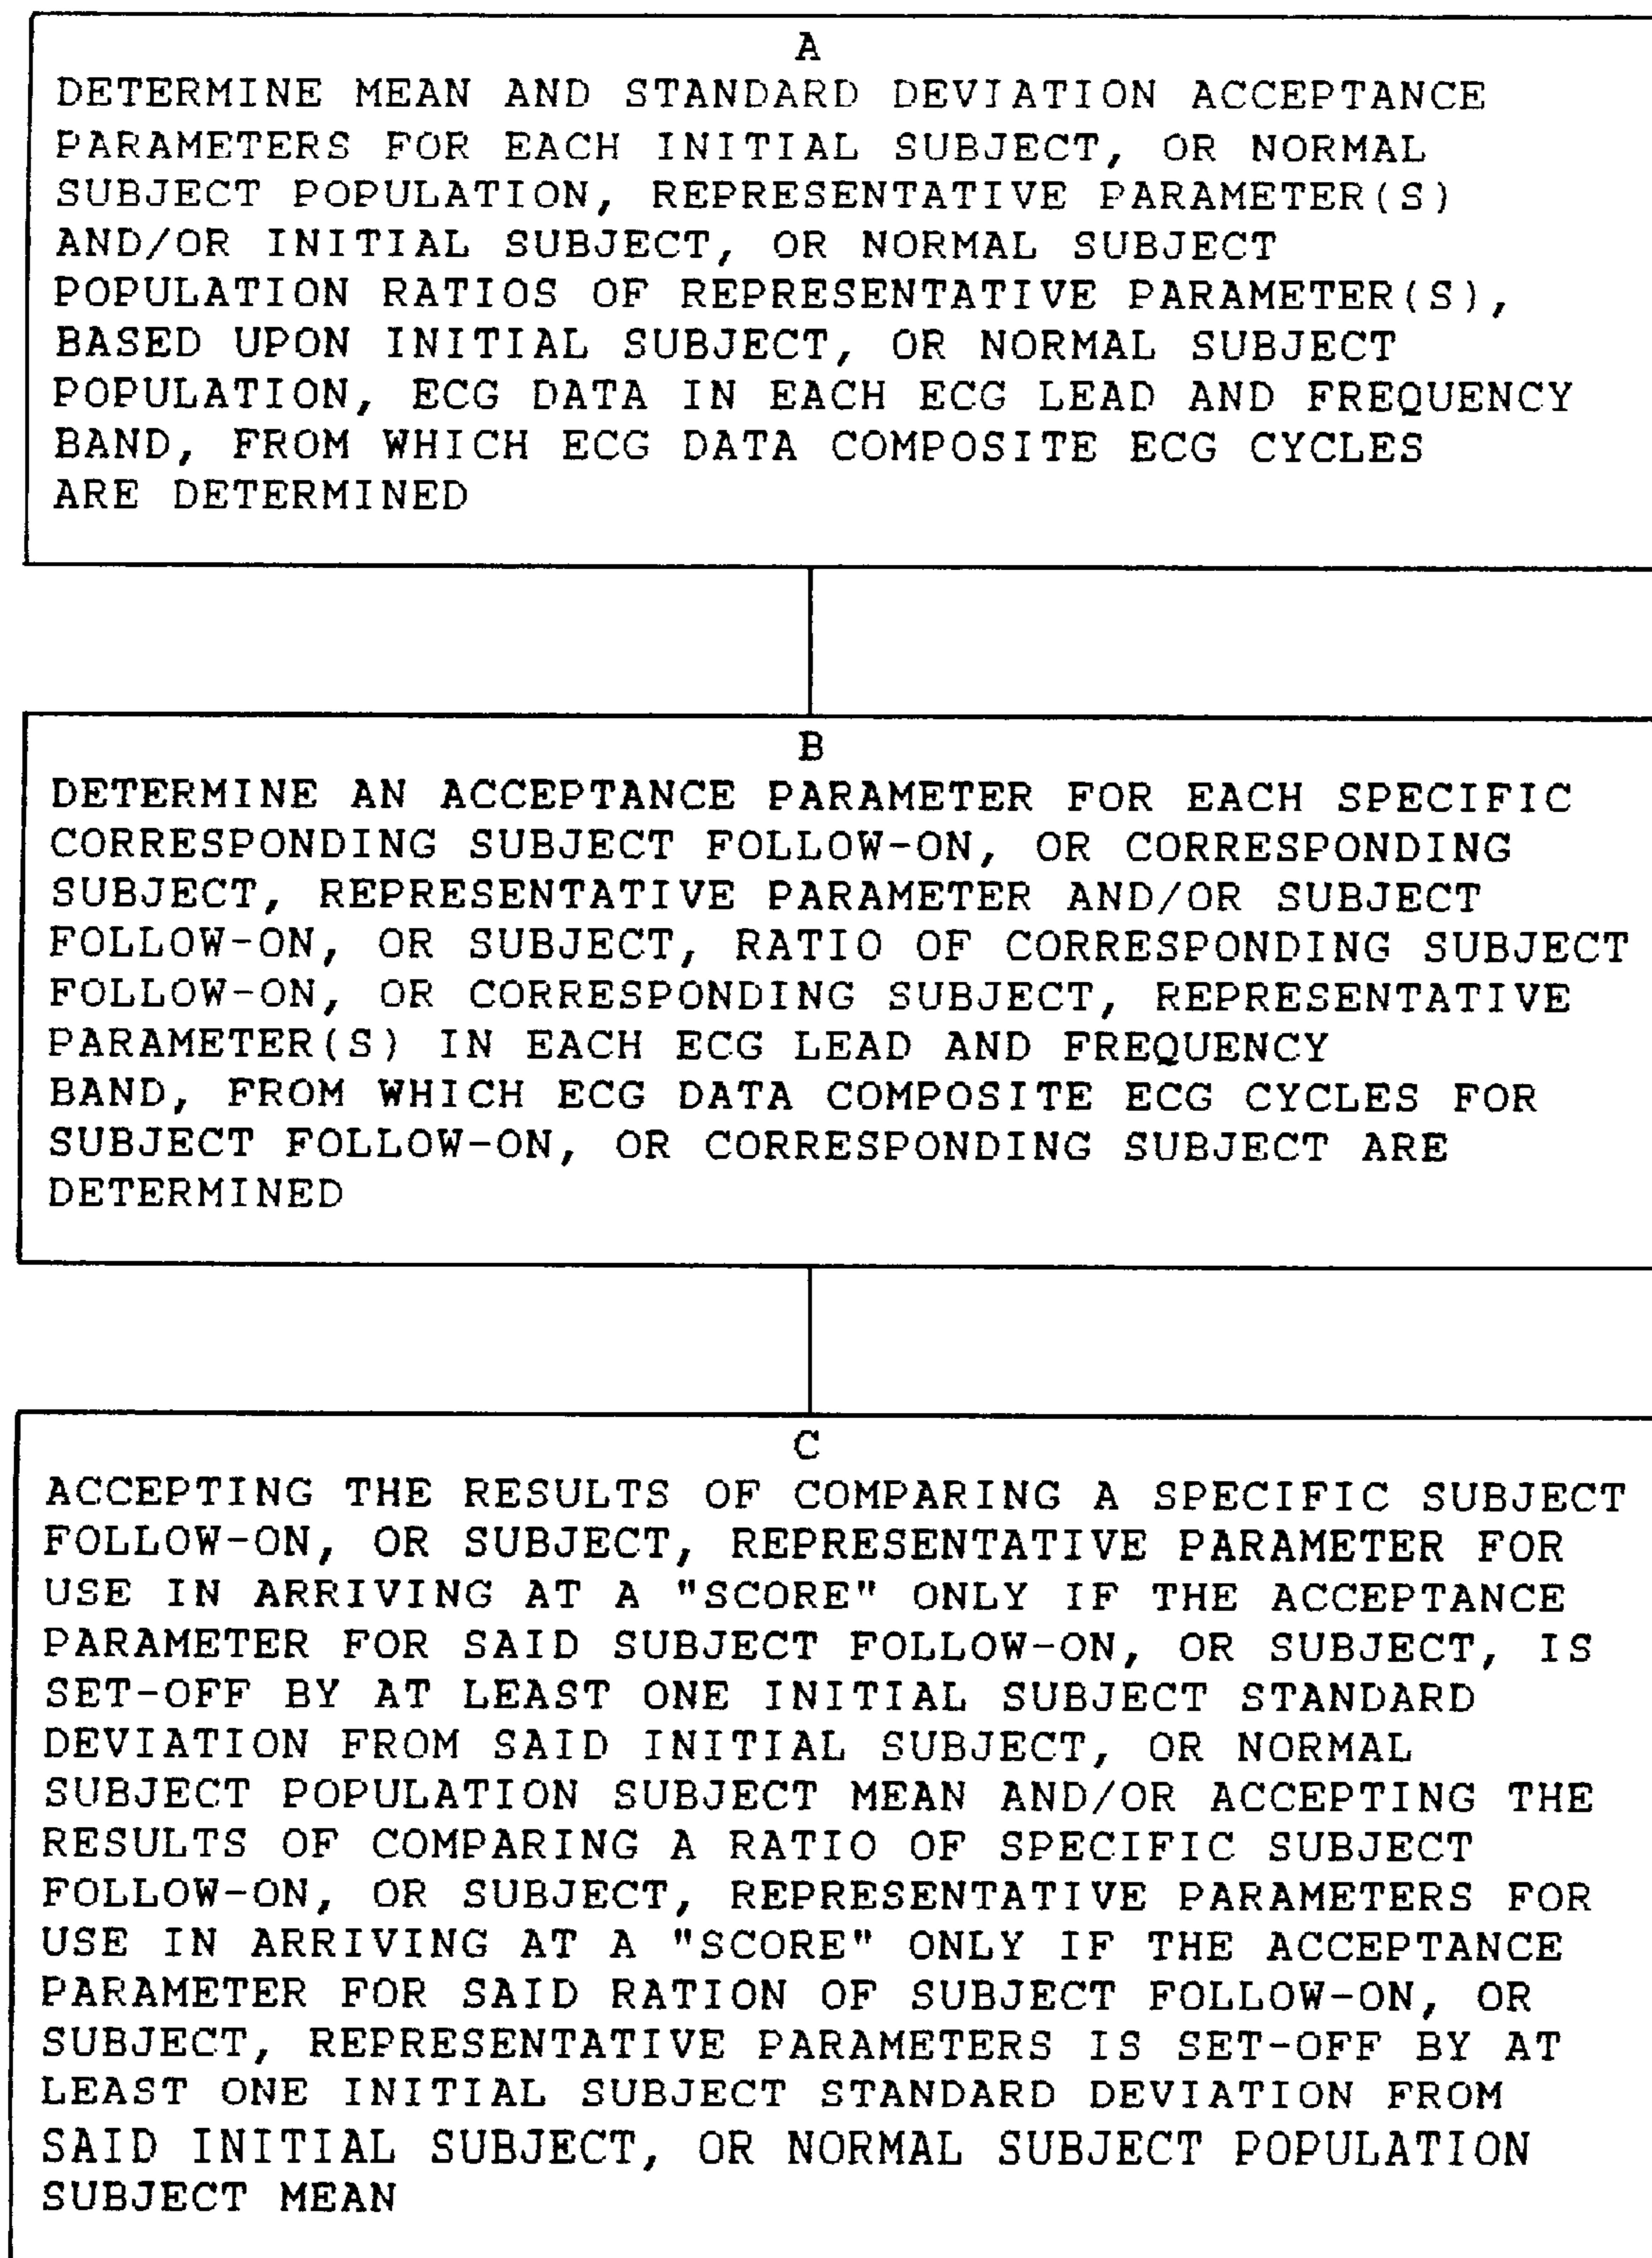 A
DETERMINE MEAN AND STANDARD DEVIATION ACCEPTANCE
PARAMETERS FOR EACH INITIAL SUBJECT, OR NORMAL
SUBJECT POPULATION, REPRESENTATIVE PARAMETER(S)
AND/OR INITIAL SUBJECT, OR NORMAL SUBJECT
POPULATION RATIOS OF REPRESENTATIVE PARAMETER(S),
BASED UPON INITIAL SUBJECT, OR NORMAL SUBJECT
POPULATION, ECG DATA IN EACH ECG LEAD AND FREQUENCY
BAND, FROM WHICH ECG DATA COMPOSITE ECG CYCLES
ARE DETERMINED
B
DETERMINE AN ACCEPTANCE PARAMETER FOR EACH SPECIFIC
CORRESPONDING SUBJECT FOLLOW-ON, OR CORRESPONDING
SUBJECT, REPRESENTATIVE PARAMETER AND/OR SUBJECT
FOLLOW-ON, OR SUBJECT, RATIO OF CORRESPONDING SUBJECT
FOLLOW-ON, OR CORRESPONDING SUBJECT, REPRESENTATIVE
PARAMETER(S) IN EACH ECG LEAD AND FREQUENCY
BAND, FROM WHICH ECG DATA COMPOSITE ECG CYCLES FOR
SUBJECT FOLLOW-ON, OR CORRESPONDING SUBJECT ARE
DETERMINED
C
ACCEPTING THE RESULTS OF COMPARING A SPECIFIC SUBJECT
FOLLOW-ON, OR SUBJECT, REPRESENTATIVE PARAMETER FOR
USE IN ARRIVING AT A "SCORE" ONLY IF THE ACCEPTANCE
PARAMETER FOR SAID SUBJECT FOLLOW-ON, OR SUBJECT, IS
SET-OFF BY AT LEAST ONE INITIAL SUBJECT STANDARD
DEVIATION FROM SAID INITIAL SUBJECT, OR NORMAL
SUBJECT POPULATION SUBJECT MEAN AND/OR ACCEPTING THE
RESULTS OF COMPARING A RATIO OF SPECIFIC SUBJECT
FOLLOW-ON, OR SUBJECT, REPRESENTATIVE PARAMETERS FOR
USE IN ARRIVING AT A "SCORE" ONLY IF THE ACCEPTANCE
PARAMETER FOR SAID RATION OF SUBJECT FOLLOW-ON, OR
SUBJECT, REPRESENTATIVE PARAMETERS IS SET-OFF BY AT
LEAST ONE INITIAL SUBJECT STANDARD DEVIATION FROM
SAID INITIAL SUBJECT, OR NORMAL SUBJECT POPULATION
SUBJECT MEAN